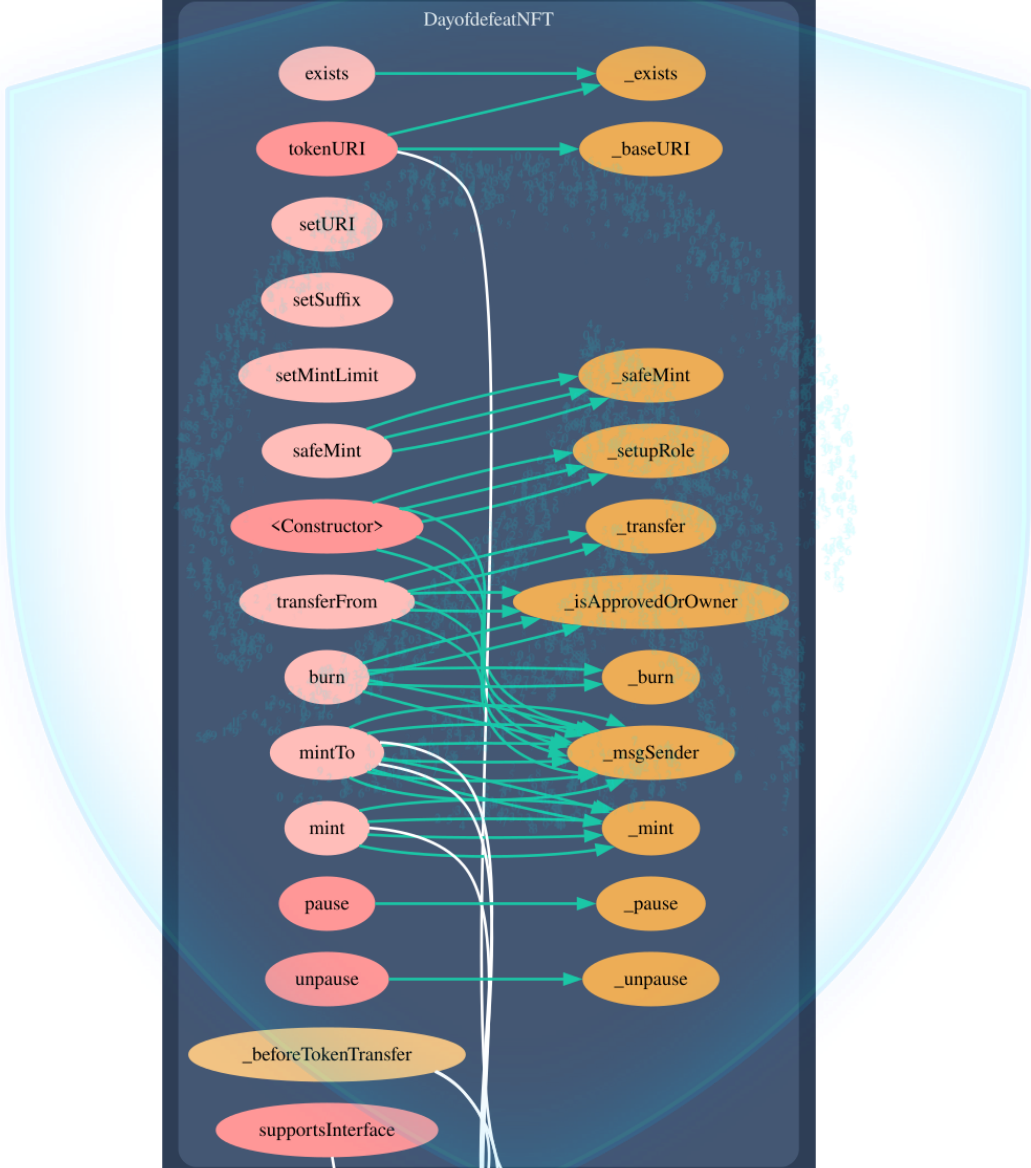 DayofdefeatNFT
exists
_exists
tokenURI
_baseURI
setURI
setSuffix
setMintLimit
_safeMint
safeMint
_setupRole
<Constructor>
_transfer
transferFrom
_isApprovedOrOwner
burn
_burn
mintTo
_msgSender
mint
_mint
pause
_pause
unpause
_unpause
_beforeTokenTransfer
supportsInterface